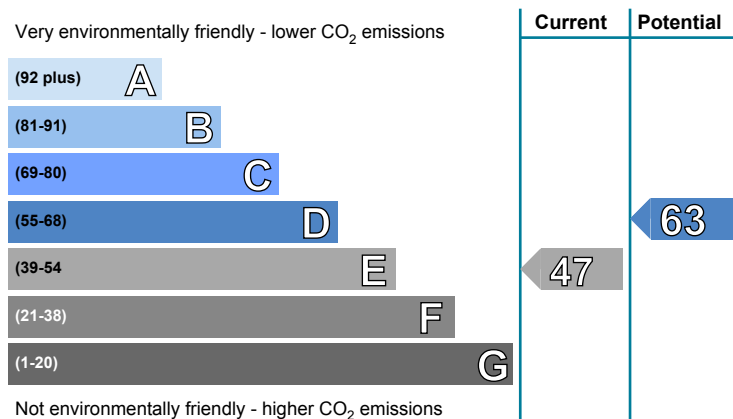 Current Potential
Very environmentally friendly - lower CO2 emissions
(92 plus) A
(81-91) B
(69-80) C
(55-68) D 63
(39-54 E 47
(21-38) F
(1-20) G
Not environmentally friendly - higher CO2 emissions